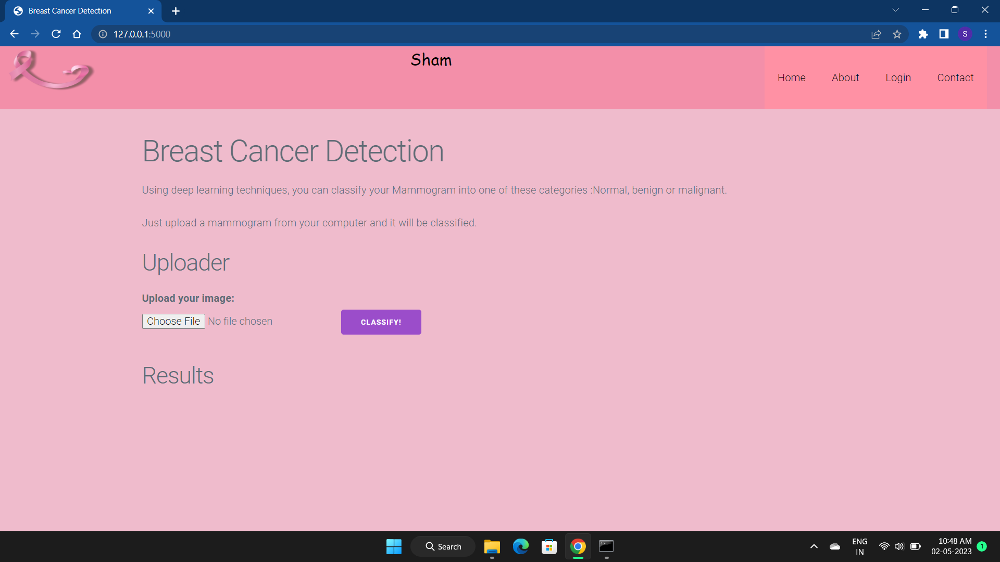 Breast Cancer Detection
127.0.0.1:5000
S
Sham
Home About Login Contact
Breast Cancer Detection
Using deep learning techniques, you can classify your Mammogram into one of these categories :Normal, benign or malignant.
Just upload a mammogram from your computer and it will be classified.
Uploader
Upload your image:
Choose File No file chosen
CLASSIFY!
Results
Search
ENG
IN
10:48 AM
02-05-2023
1